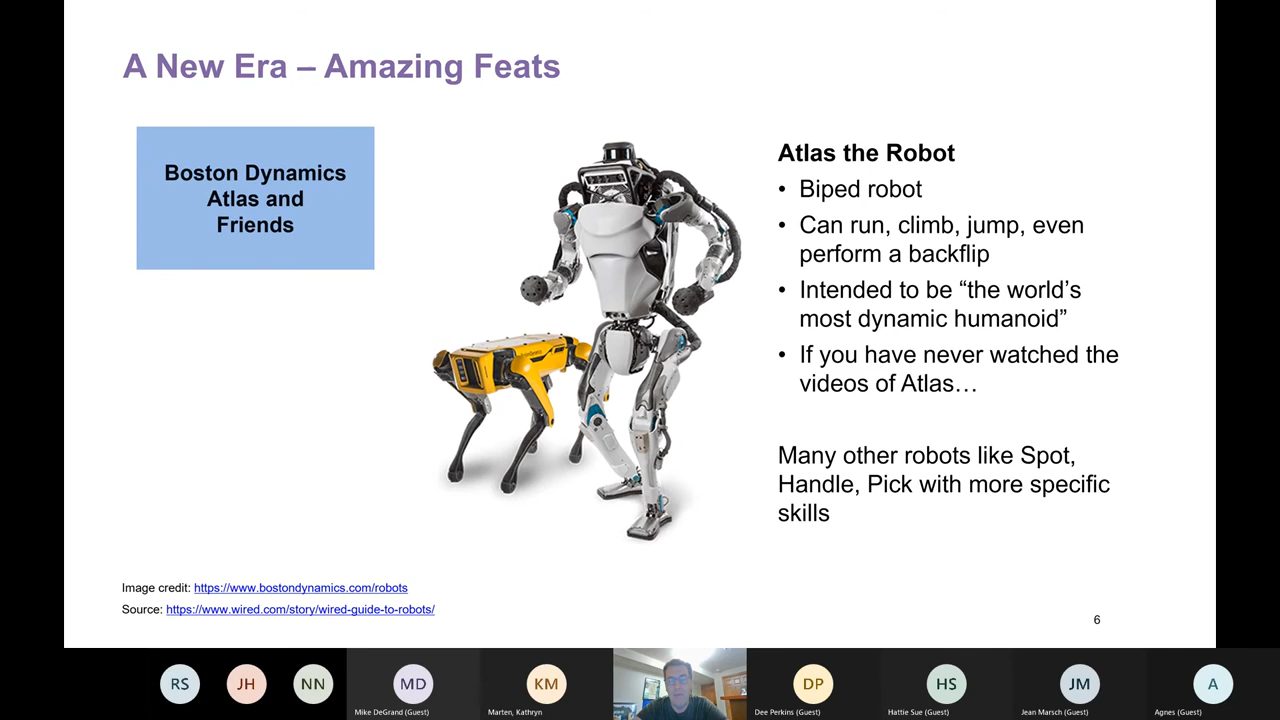 A New Era – Amazing Feats
Boston Dynamics
Atlas and
Friends
Atlas the Robot
• Biped robot
• Can run, climb, jump, even
perform a backflip
• Intended to be “the world’s
most dynamic humanoid”
• If you have never watched the
videos of Atlas…
Many other robots like Spot,
Handle, Pick with more specific
skills
Image credit: https://www.bostondynamics.com/robots
Source: https://www.wired.com/story/wired-guide-to-robots/
6
RS
JH
NN
MD
KM
DP
HS
JM
A
Mike DeGrand (Guest)
Marten, Kathryn
Dee Perkins (Guest)
Hattie Sue (Guest)
Jean Marsch (Guest)
Agnes (Guest)